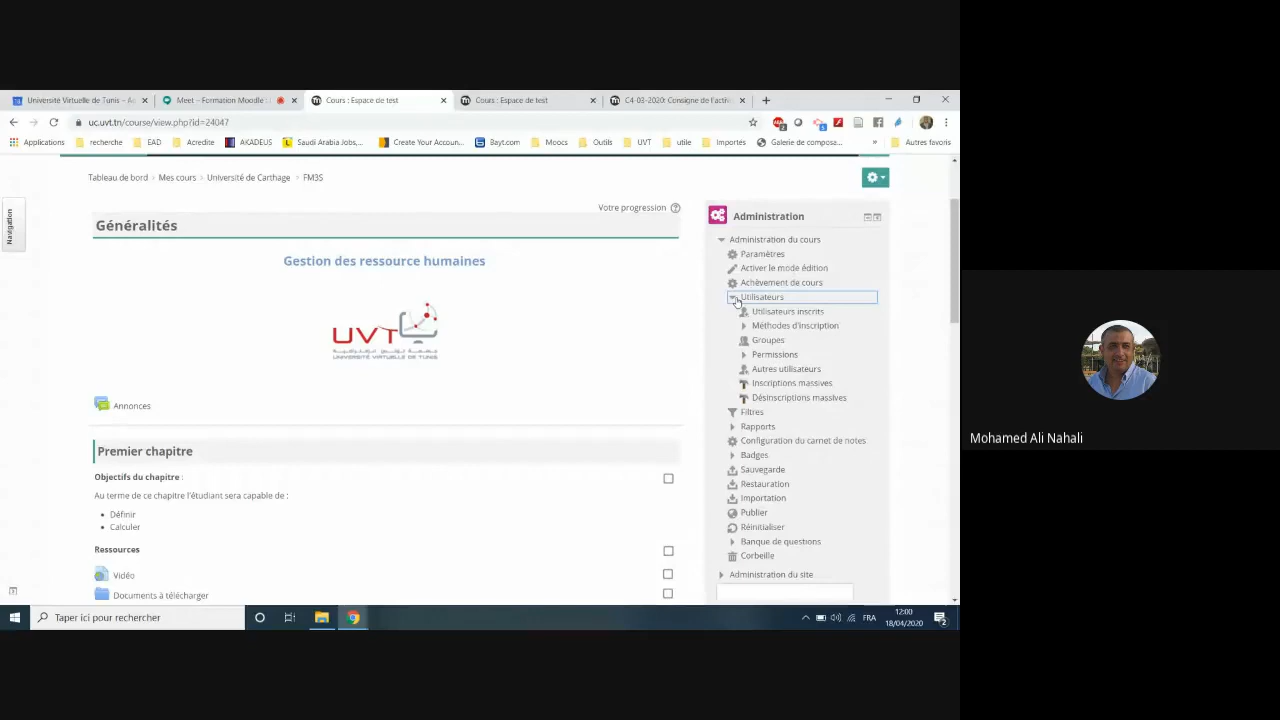 Université Virtuelle de Tunis – Ac
Meet – Formation Moodle
Cours : Espace de test
Cours : Espace de test
C4-03-2020: Consigne de l'activi
uc.uvt.tn/course/view.php?id=24047
Applications
recherche
EAD
Acredite
AKADEUS
Saudi Arabia Jobs,...
Create Your Accoun...
Bayt.com
Moocs
Outils
UVT
utile
Importés
Galerie de composa...
»
Autres favoris
Tableau de bord › Mes cours › Université de Carthage › FM3S
Navigation
Votre progression
Généralités
Gestion des ressource humaines
UVT
UNIVERSITÉ VIRTUELLE DE TUNIS
Annonces
Premier chapitre
Objectifs du chapitre :
Au terme de ce chapitre l'étudiant sera capable de :
• Définir
• Calculer
Ressources
Vidéo
Documents à télécharger
Administration
Administration du cours
Paramètres
Activer le mode édition
Achèvement de cours
Utilisateurs
Utilisateurs inscrits
Méthodes d'inscription
Groupes
Permissions
Autres utilisateurs
Inscriptions massives
Désinscriptions massives
Filtres
Rapports
Configuration du carnet de notes
Badges
Sauvegarde
Restauration
Importation
Publier
Réinitialiser
Banque de questions
Corbeille
Administration du site
Taper ici pour rechercher
FRA
12:00
18/04/2020
2
Mohamed Ali Nahali